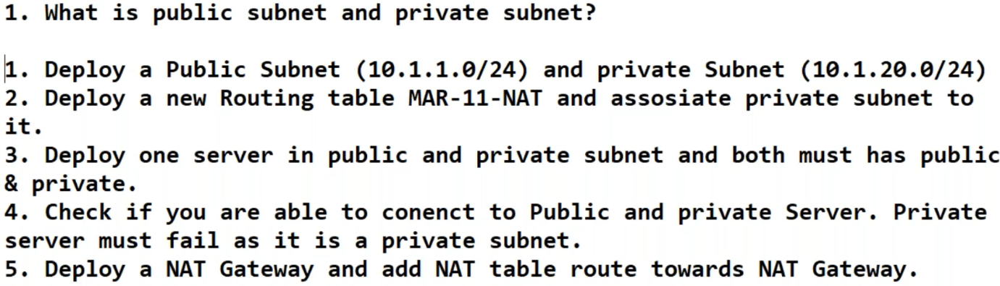 1. What is public subnet and private subnet?
1. Deploy a Public Subnet (10.1.1.0/24) and private Subnet (10.1.20.0/24)
2. Deploy a new Routing table MAR-11-NAT and assosiate private subnet to
it.
3. Deploy one server in public and private subnet and both must has public
& private.
4. Check if you are able to conenct to Public and private Server. Private
server must fail as it is a private subnet.
5. Deploy a NAT Gateway and add NAT table route towards NAT Gateway.